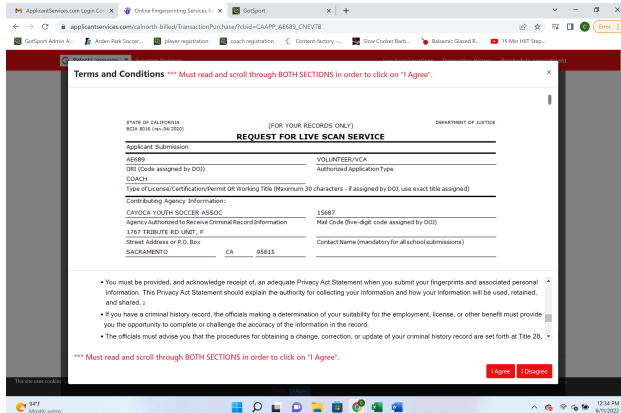 ApplicantServices.com | Log In
Online Fingerprinting Services fo
GotSport
applicantservices.com/calnorth-billed/TransactionPurchase/?cbid=CAAPP_AE689_CNEVTB
Error
GotSport Admin A...
Arden Park Soccer...
player registration
coach registration
Content-factory -...
Slow Cooker Barb...
Balsamic Glazed R...
15 Min HIIT Step...
Terms and Conditions *** Must read and scroll through BOTH SECTIONS in order to click on "I Agree".
STATE OF CALIFORNIA
BCIA 8016 (rev.04/2020)
(FOR YOUR RECORDS ONLY)
DEPARTMENT OF JUSTICE
REQUEST FOR LIVE SCAN SERVICE
Applicant Submission
AE689
VOLUNTEER/VCA
ORI (Code assigned by DOJ)
Authorized Application Type
COACH
Type of License/Certification/Permit OR Working Title (Maximum 30 characters - if assigned by DOJ, use exact title assigned)
Contributing Agency Information:
CAYOCA YOUTH SOCCER ASSOC
15687
Agency Authorized to Receive Criminal Record Information
Mail Code (five-digit code assigned by DOJ)
1767 TRIBUTE RD UNIT, F
Street Address or P.O. Box
Contact Name (mandatory for all school submissions)
SACRAMENTO CA 95815
• You must be provided, and acknowledge receipt of, an adequate Privacy Act Statement when you submit your fingerprints and associated personal
information. This Privacy Act Statement should explain the authority for collecting your information and how your information will be used, retained,
and shared. 2
• If you have a criminal history record, the officials making a determination of your suitability for the employment, license, or other benefit must provide
you the opportunity to complete or challenge the accuracy of the information in the record.
• The officials must advise you that the procedures for obtaining a change, correction, or update of your criminal history record are set forth at Title 28,
*** Must read and scroll through BOTH SECTIONS in order to click on "I Agree".
I Agree
I Disagree
This site uses cookies
94°F
Mostly sunny
12:34 PM
6/11/2022